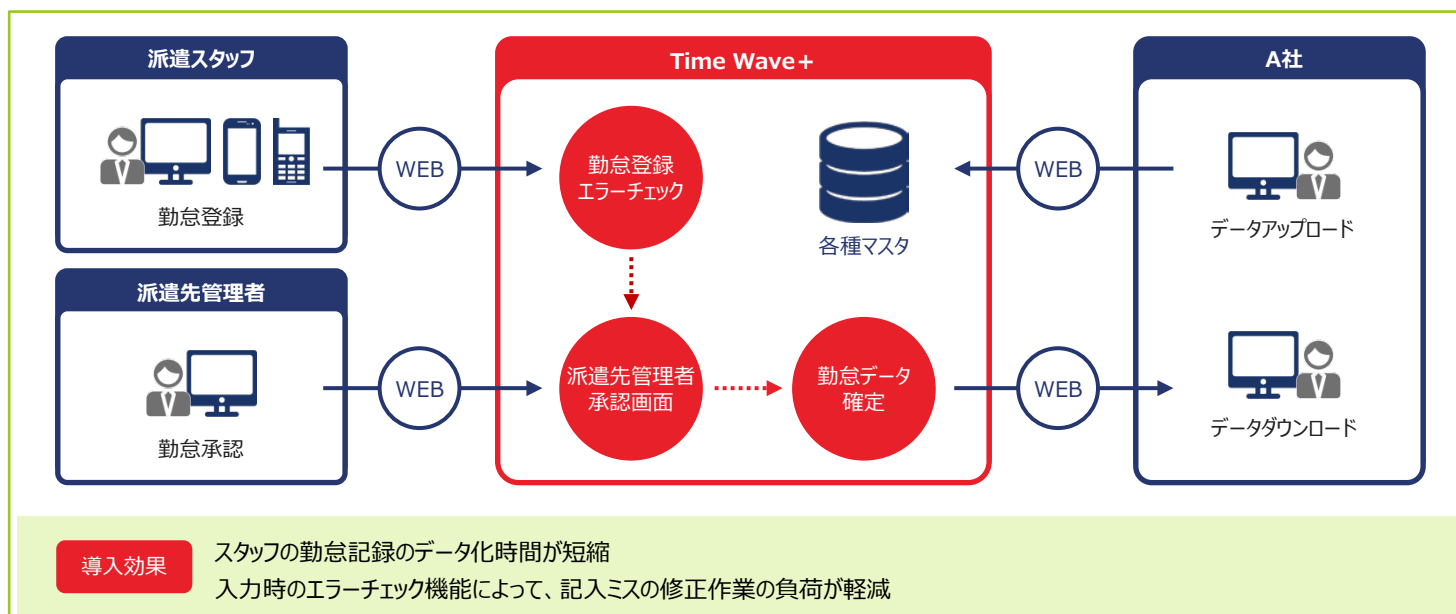 派遣スタッフ
勤怠登録
派遣先管理者
勤怠承認
WEB
WEB
Time Wave+
勤怠登録
エラーチェック
各種マスタ
派遣先管理者
承認画面
勤怠データ
確定
WEB
WEB
A社
データアップロード
データダウンロード
導入効果
スタッフの勤怠記録のデータ化時間が短縮
入力時のエラーチェック機能によって、記入ミスの修正作業の負荷が軽減